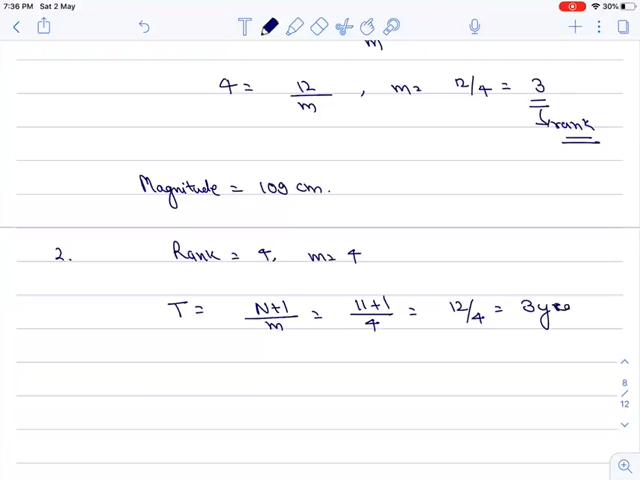 7:36 PM Sat 2 May
30%
m
4 = 12/m , m = 12/4 = 3
rank
Magnitude = 109 cm.
2. Rank = 4, m = 4
T = N+1/m = 11+1/4 = 12/4 = 3 yrs
8/12